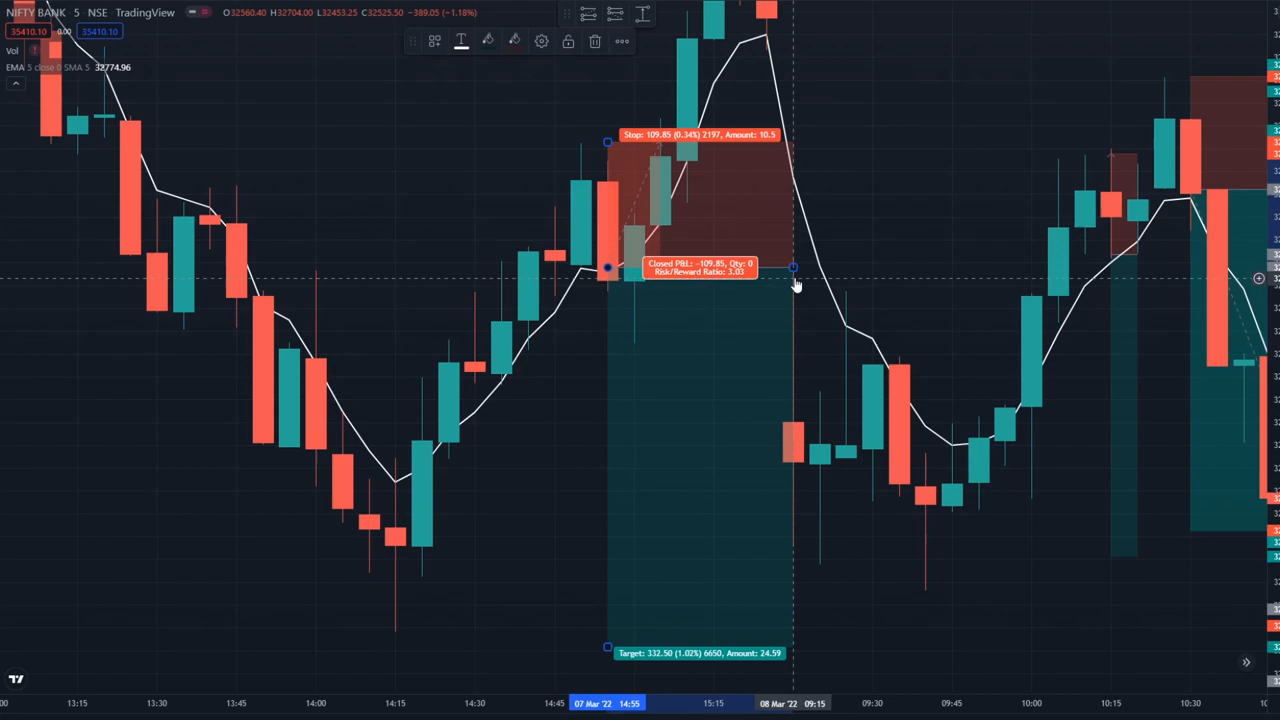 NIFTY BANK 5 NSE TradingView O32560.40 H32704.00 L32453.25 C32525.50 −389.05 (−1.18%)
35410.10 0.00 35410.10
Vol
EMA 5 close 0 SMA 5 32774.96
Stop: 109.85 (0.34%) 2197, Amount: 10.5
Closed P&L: −109.85, Qty: 0
Risk/Reward Ratio: 3.03
Target: 332.50 (1.02%) 6650, Amount: 24.59
13:15 13:30 13:45 14:00 14:15 14:30 14:45 07 Mar '22 14:55 15:15 08 Mar '22 09:15 09:30 09:45 10:15 10:30